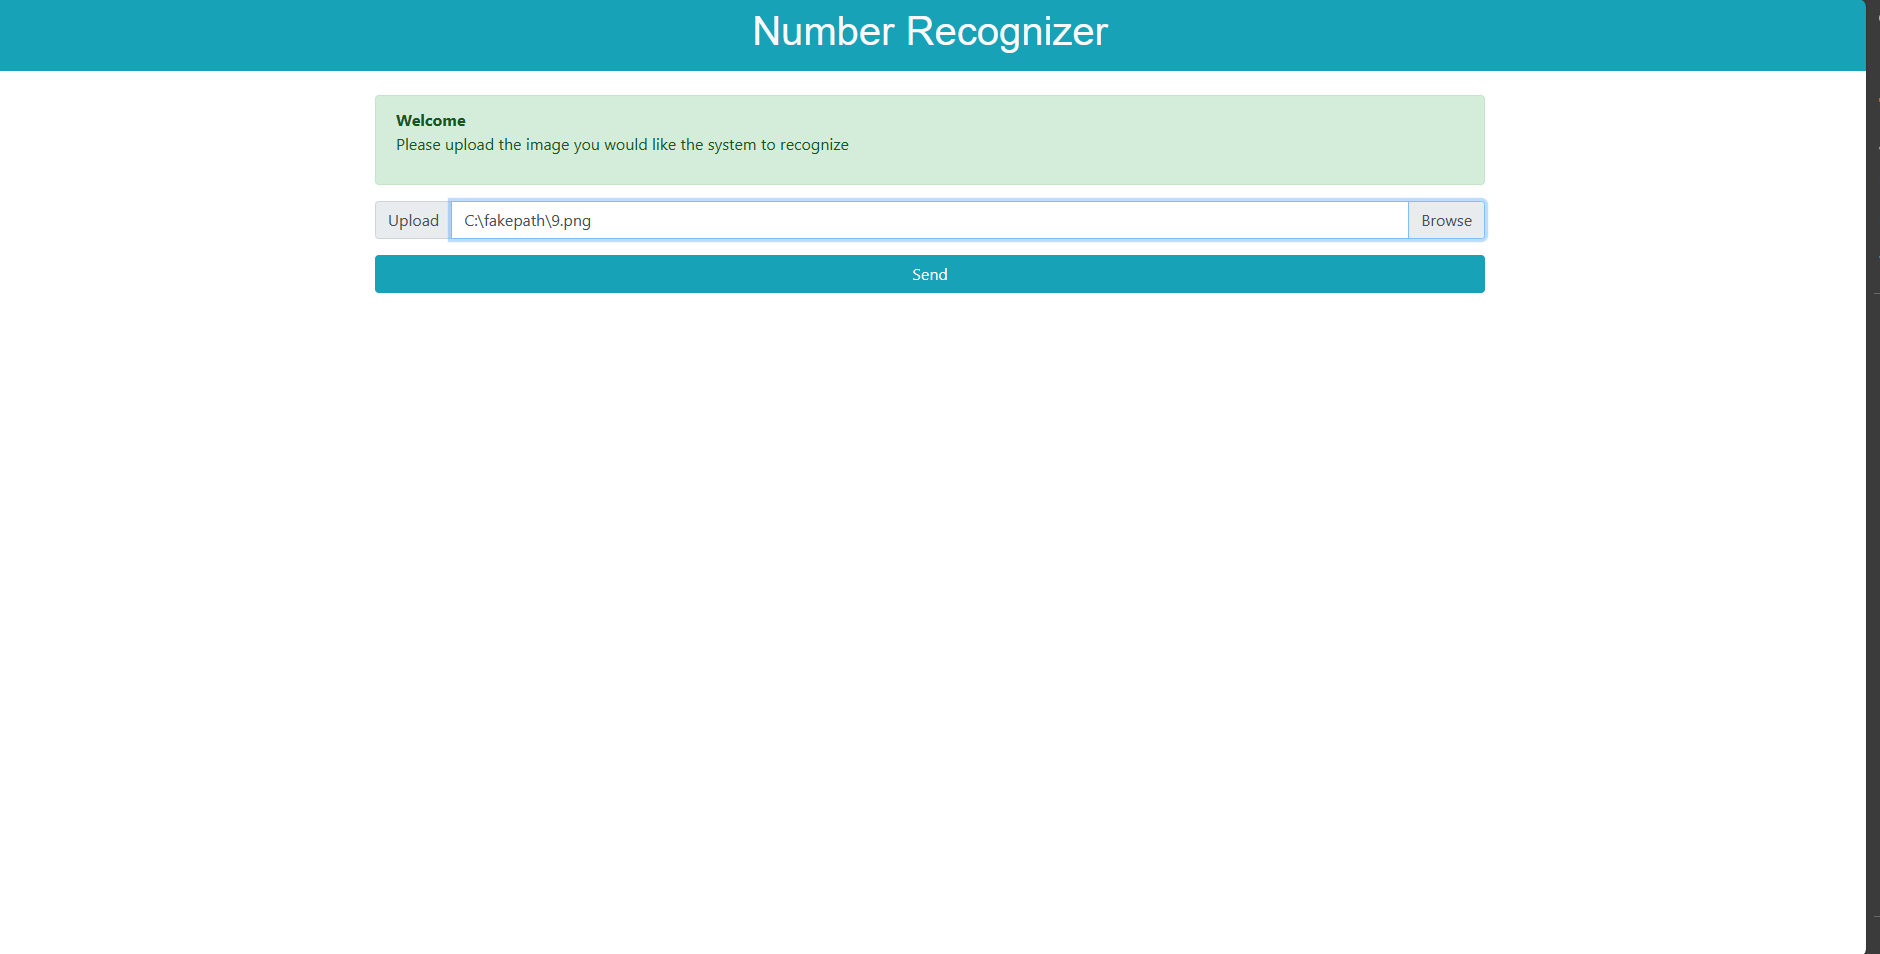 Number Recognizer
Welcome
Please upload the image you would like the system to recognize
Upload C:\fakepath\9.png Browse
Send